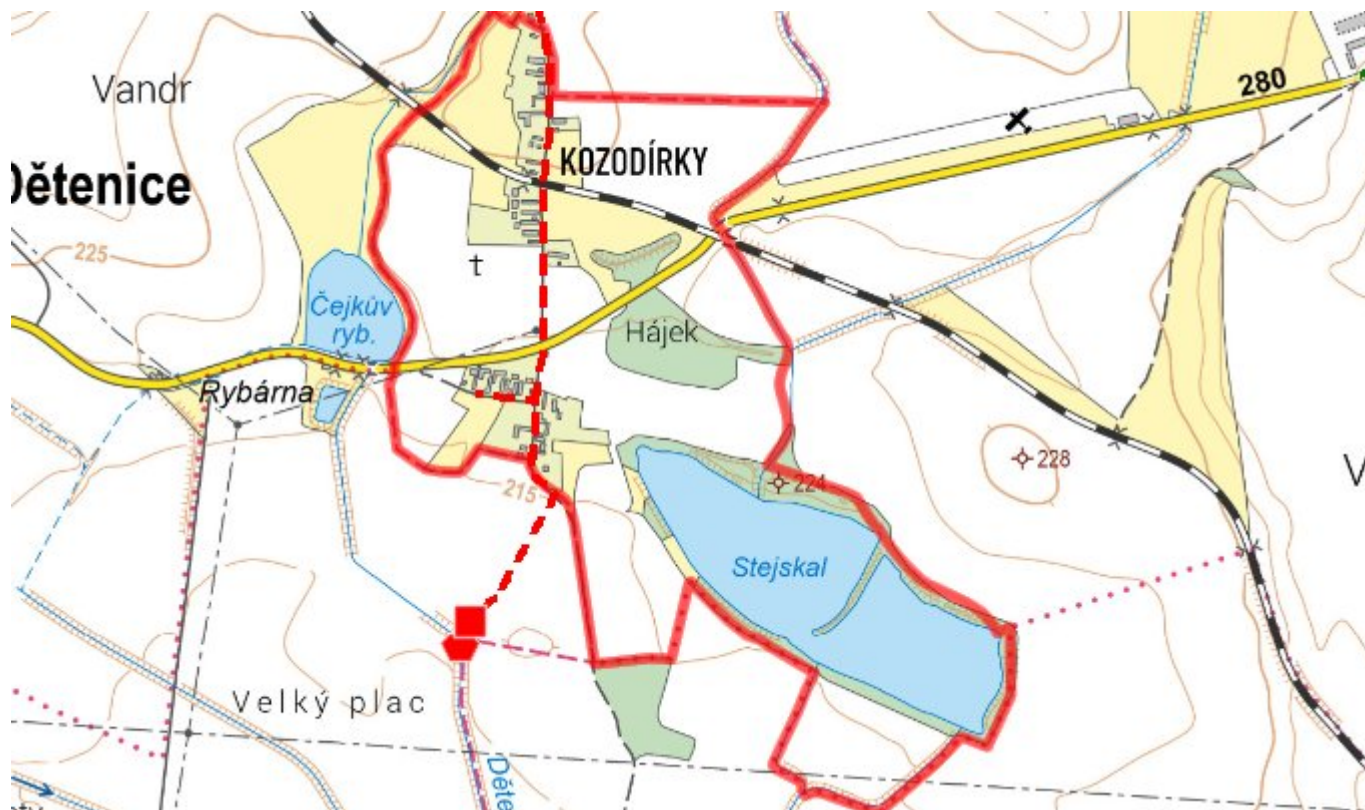 280
Vandr
KOZODÍRKY
Dětenice
225
Čejkův
ryb.
Hájek
Rybárna
228
224
215
Stejskal
Velký plac
Děte